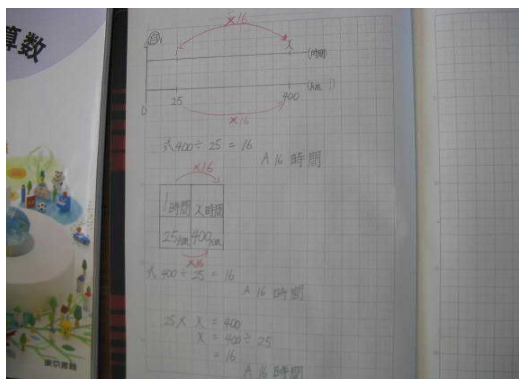 算数
×16
図
1
x
(時間)
0
25
400
(km)
×16
式 400 ÷ 25 = 16
A 16 時間
×16
1時間 x時間
25km 400km
×16
式 400 ÷ 25 = 16
A 16 時間
25 × x = 400
x = 400 ÷ 25
= 16
A 16 時間
東京書籍